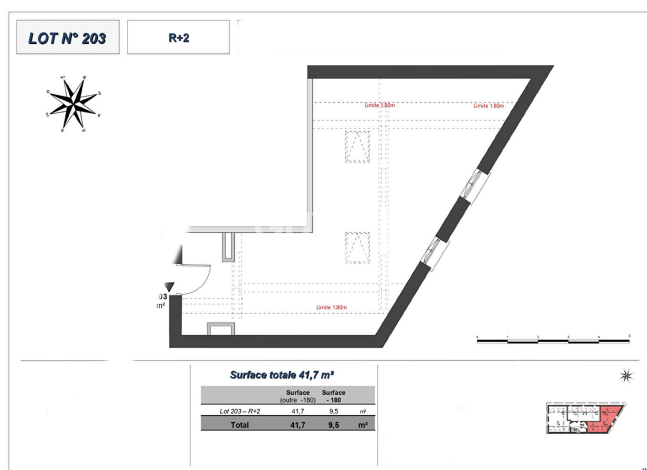 LOT N° 203
R+2
Limite 1.80m
Limite 1.80m
03
m²
Limite 1.80m
Surface totale 41,7 m²
Surface (outre -180)
Surface - 180
Lot 203 – R+2 41,7 9,5 m²
Total 41,7 9,5 m²